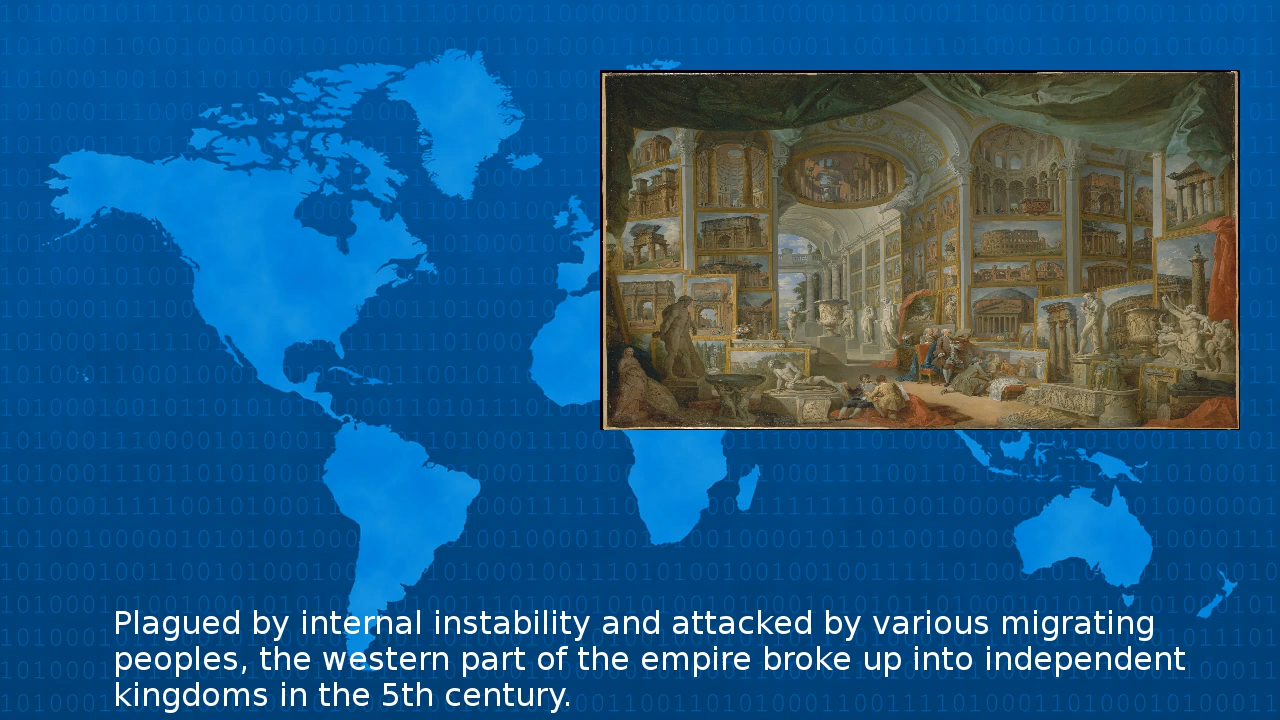 Plagued by internal instability and attacked by various migrating
peoples, the western part of the empire broke up into independent
kingdoms in the 5th century.